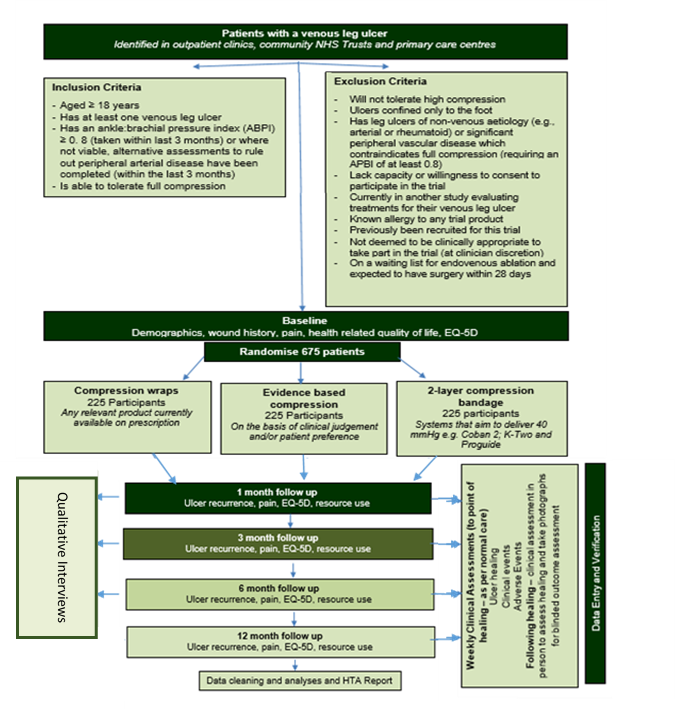 Patients with a venous leg ulcer
Identified in outpatient clinics, community NHS Trusts and primary care centres
Inclusion Criteria
- Aged ≥ 18 years
- Has at least one venous leg ulcer
- Has an ankle:brachial pressure index (ABPI)
≥ 0. 8 (taken within last 3 months) or where
not viable, alternative assessments to rule
out peripheral arterial disease have been
completed (within the last 3 months)
- Is able to tolerate full compression
Exclusion Criteria
- Will not tolerate high compression
- Ulcers confined only to the foot
- Has leg ulcers of non-venous aetiology (e.g.,
arterial or rheumatoid) or significant
peripheral vascular disease which
contraindicates full compression (requiring an
APBI of at least 0.8)
- Lack capacity or willingness to consent to
participate in the trial
- Currently in another study evaluating
treatments for their venous leg ulcer
- Known allergy to any trial product
- Previously been recruited for this trial
- Not deemed to be clinically appropriate to
take part in the trial (at clinician discretion)
- On a waiting list for endovenous ablation and
expected to have surgery within 28 days
Baseline
Demographics, wound history, pain, health related quality of life, EQ-5D
Randomise 675 patients
Compression wraps
225 Participants
Any relevant product currently
available on prescription
Evidence based
compression
225 Participants
On the basis of clinical judgement
and/or patient preference
2-layer compression
bandage
225 participants
Systems that aim to deliver 40
mmHg e.g. Coban 2; K-Two and
Proguide
Qualitative Interviews
1 month follow up
Ulcer recurrence, pain, EQ-5D, resource use
3 month follow up
Ulcer recurrence, pain, EQ-5D, resource use
6 month follow up
Ulcer recurrence, pain, EQ-5D, resource use
12 month follow up
Ulcer recurrence, pain, EQ-5D, resource use
Data cleaning and analyses and HTA Report
Weekly Clinical Assessments (to point of
healing – as per normal care)
Ulcer healing
Clinical events
Adverse Events
Following healing – clinical assessment in
person to assess healing and take photographs
for blinded outcome assessment
Data Entry and Verification